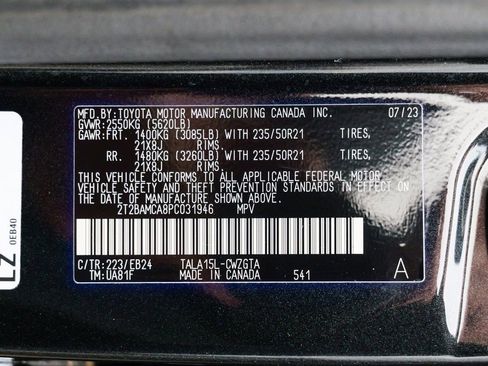 MFD.BY:TOYOTA MOTOR MANUFACTURING CANADA INC. 07/23
GVWR:2550KG (5620LB)
GAWR:FRT. 1400KG (3085LB) WITH 235/50R21 TIRES,
21X8J RIMS.
RR. 1480KG (3260LB) WITH 235/50R21 TIRES,
21X8J RIMS.
THIS VEHICLE CONFORMS TO ALL APPLICABLE FEDERAL MOTOR
VEHICLE SAFETY AND THEFT PREVENTION STANDARDS IN EFFECT ON
THE DATE OF MANUFACTURE SHOWN ABOVE.
2T2BAMCA8PC031946 MPV
C/TR:223/EB24 TALA15L-CWZGTA
TM:UA81F MADE IN CANADA 541
A
LZ
0EB40